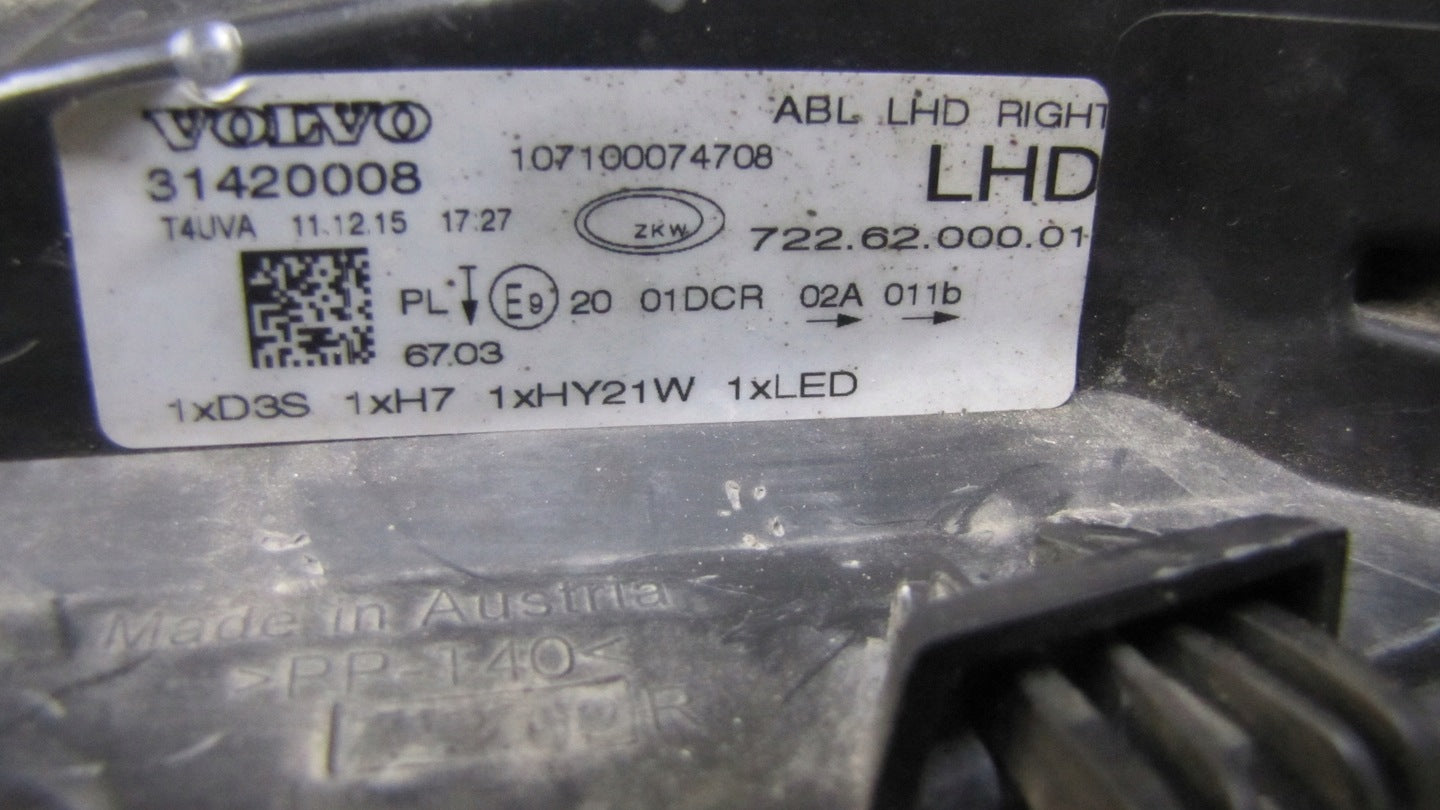 VOLVO
ABL LHD RIGHT
31420008
107100074708
LHD
T4UVA 11.12.15 17:27
ZKW
722.62.000.01
PL E9 20 01DCR 02A 011b
67.03
1xD3S 1xH7 1xHY21W 1xLED
Made in Austria
>PP-T40<
R